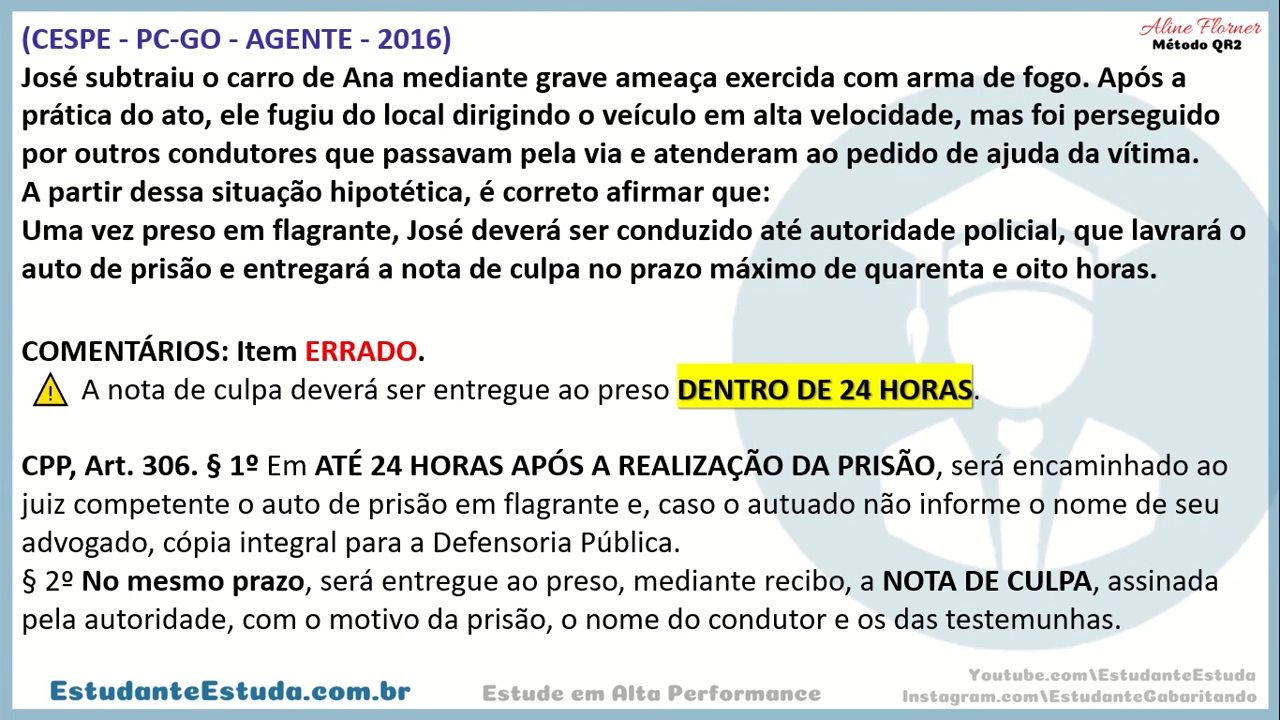 (CESPE - PC-GO - AGENTE - 2016)
Aline Florner
Método QR2
José subtraiu o carro de Ana mediante grave ameaça exercida com arma de fogo. Após a
prática do ato, ele fugiu do local dirigindo o veículo em alta velocidade, mas foi perseguido
por outros condutores que passavam pela via e atenderam ao pedido de ajuda da vítima.
A partir dessa situação hipotética, é correto afirmar que:
Uma vez preso em flagrante, José deverá ser conduzido até autoridade policial, que lavrará o
auto de prisão e entregará a nota de culpa no prazo máximo de quarenta e oito horas.
COMENTÁRIOS: Item ERRADO.
A nota de culpa deverá ser entregue ao preso DENTRO DE 24 HORAS.
CPP, Art. 306. § 1º Em ATÉ 24 HORAS APÓS A REALIZAÇÃO DA PRISÃO, será encaminhado ao
juiz competente o auto de prisão em flagrante e, caso o autuado não informe o nome de seu
advogado, cópia integral para a Defensoria Pública.
§ 2º No mesmo prazo, será entregue ao preso, mediante recibo, a NOTA DE CULPA, assinada
pela autoridade, com o motivo da prisão, o nome do condutor e os das testemunhas.
EstudanteEstuda.com.br
Estude em Alta Performance
Youtube.com\EstudanteEstuda
Instagram.com\EstudanteGabaritando